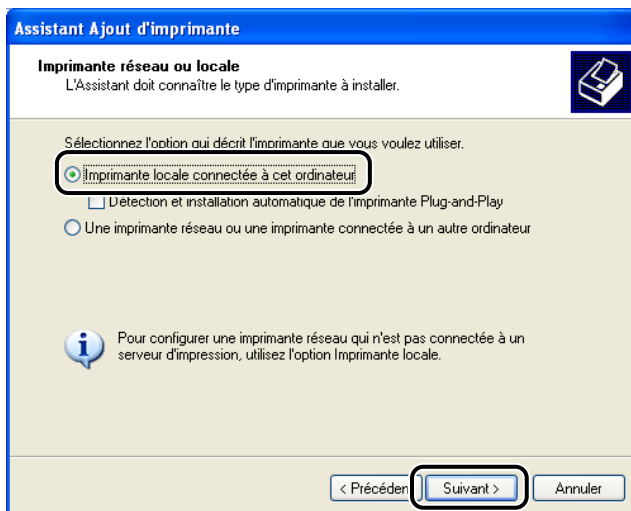 Assistant Ajout d'imprimante
Imprimante réseau ou locale
L'Assistant doit connaître le type d'imprimante à installer.
Sélectionnez l'option qui décrit l'imprimante que vous voulez utiliser.
Imprimante locale connectée à cet ordinateur
Détection et installation automatique de l'imprimante Plug-and-Play
Une imprimante réseau ou une imprimante connectée à un autre ordinateur
Pour configurer une imprimante réseau qui n'est pas connectée à un
serveur d'impression, utilisez l'option Imprimante locale.
< Précéden Suivant > Annuler